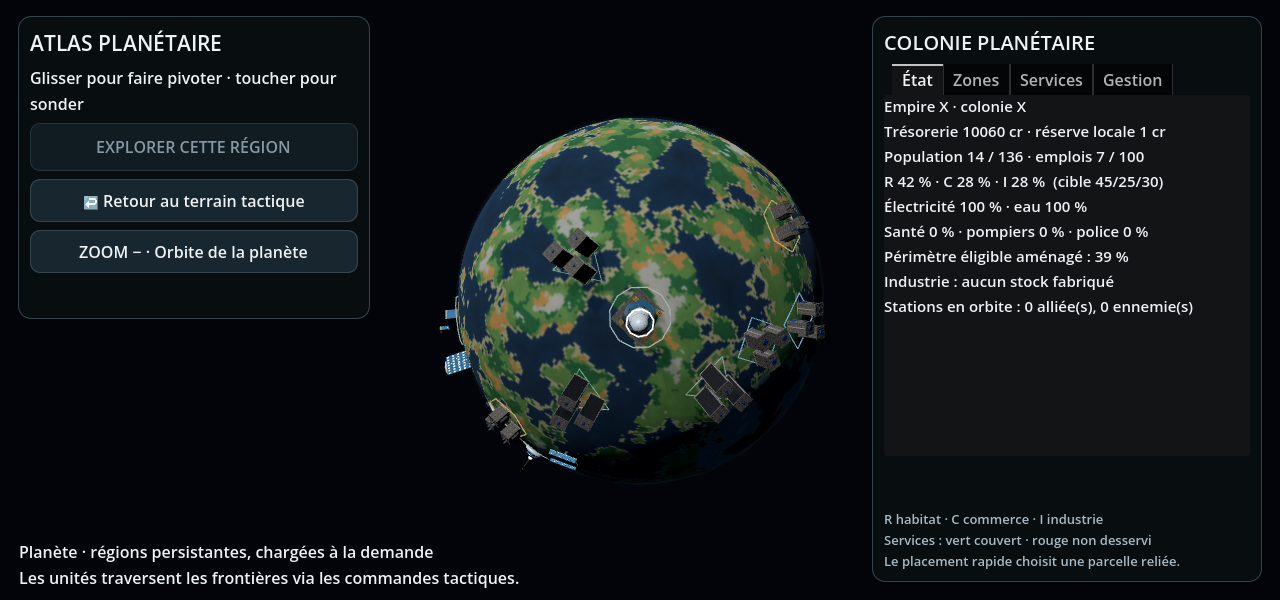 ATLAS PLANÉTAIRE
Glisser pour faire pivoter · toucher pour
sonder
EXPLORER CETTE RÉGION
Retour au terrain tactique
ZOOM − · Orbite de la planète
COLONIE PLANÉTAIRE
État Zones Services Gestion
Empire X · colonie X
Trésorerie 10060 cr · réserve locale 1 cr
Population 14 / 136 · emplois 7 / 100
R 42 % · C 28 % · I 28 % (cible 45/25/30)
Électricité 100 % · eau 100 %
Santé 0 % · pompiers 0 % · police 0 %
Périmètre éligible aménagé : 39 %
Industrie : aucun stock fabriqué
Stations en orbite : 0 alliée(s), 0 ennemie(s)
R habitat · C commerce · I industrie
Services : vert couvert · rouge non desservi
Le placement rapide choisit une parcelle reliée.
Planète · régions persistantes, chargées à la demande
Les unités traversent les frontières via les commandes tactiques.